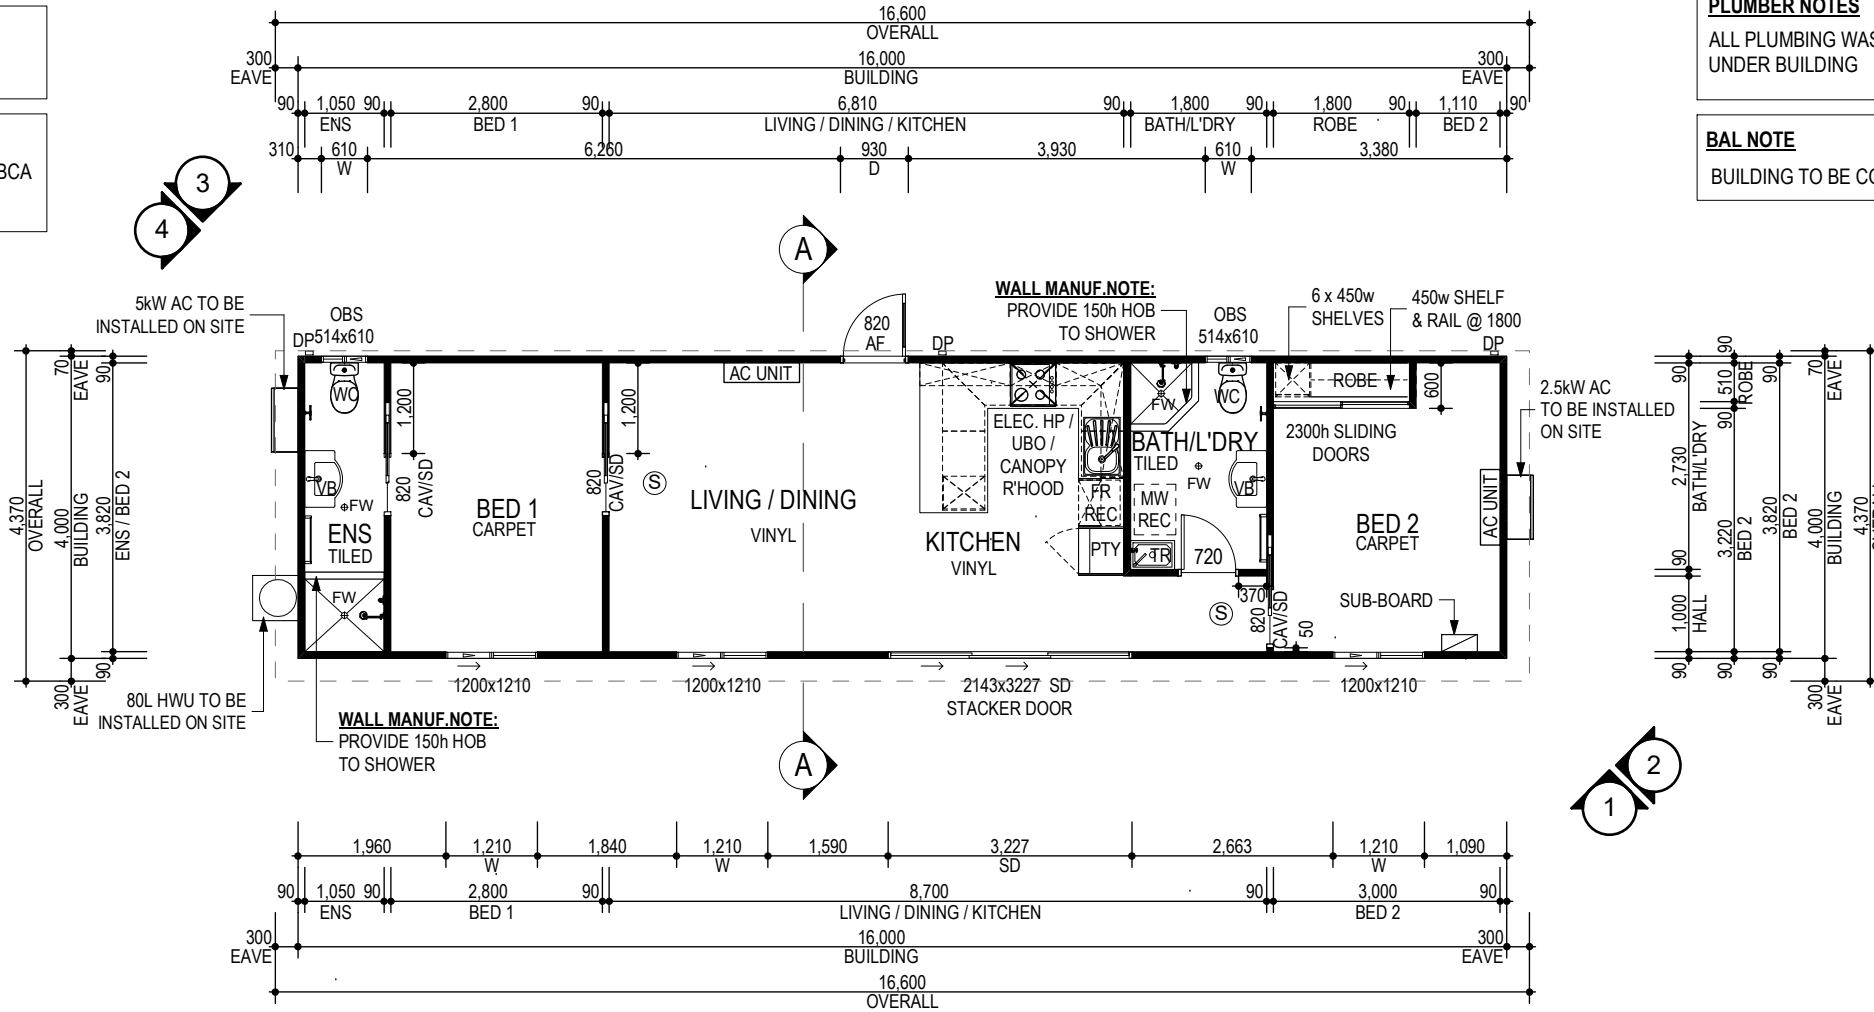 16,600
OVERALL
300
EAVE
16,000
BUILDING
300
EAVE
90 1,050 90 2,800 90 6,810 90 1,800 90 1,800 90 1,110 90
ENS BED 1 LIVING / DINING / KITCHEN BATH/L'DRY ROBE BED 2
310 610 6,260 930 3,930 610 3,380
W D W
PLUMBER NOTES
UNDER BUILDING
BAL NOTE
BCA
3
4
A
5kW AC TO BE
INSTALLED ON SITE
OBS
DP 514x610
820
AF
WALL MANUF.NOTE:
PROVIDE 150h HOB
TO SHOWER
DP
OBS
514x610
6 x 450w
SHELVES
450w SHELF
& RAIL @ 1800
DP
2.5kW AC
TO BE INSTALLED
ON SITE
AC UNIT
WC
1,200
1,200
ELEC. HP /
UBO /
CANOPY
R'HOOD
FW
WC
ROBE
600
2300h SLIDING
DOORS
BATH/L'DRY
TILED
FW
VB
MW
REC
TR
720
FR
REC
PTY
VB
FW
ENS
TILED
FW
820
CAV/SD
BED 1
CARPET
820
CAV/SD
S
LIVING / DINING
VINYL
KITCHEN
VINYL
BED 2
CARPET
AC UNIT
SUB-BOARD
S
370
820
CAV/SD
50
4,370
OVERALL
70
EAVE
4,000
BUILDING
300
EAVE
90
3,820
ENS / BED 2
90
90
2,730
BATH/L'DRY
90
1,000
HALL
90
90
510
ROBE
90
3,220
BED 2
90
90
3,820
BED 2
90
70
EAVE
4,000
BUILDING
300
EAVE
4,370
80L HWU TO BE
INSTALLED ON SITE
WALL MANUF.NOTE:
PROVIDE 150h HOB
TO SHOWER
1200x1210
1200x1210
2143x3227 SD
STACKER DOOR
1200x1210
A
2
1
1,960 1,210 1,840 1,210 1,590 3,227 2,663 1,210 1,090
W W SD W
90 1,050 90 2,800 90 8,700 90 3,000 90
ENS BED 1 LIVING / DINING / KITCHEN BED 2
300
EAVE
16,000
BUILDING
300
EAVE
16,600
OVERALL
ALL PLUMBING
BUILDING TO BE